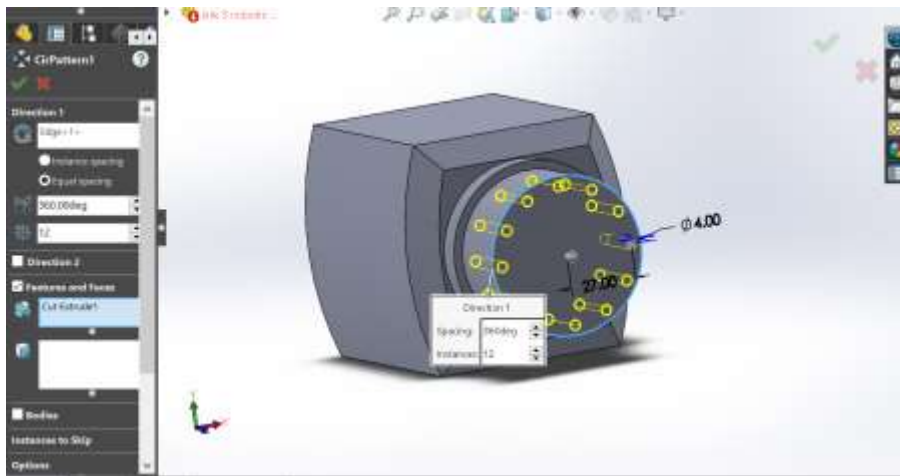 CirPattern1
Direction 1
Edge<1>
Instance spacing
Equal spacing
360.00deg
12
Direction 2
Features and Faces
Cut-Extrude1
Bodies
Instances to Skip
Options
Ø 4.00
27.00
Direction 1
Spacing: 360deg
Instances: 12